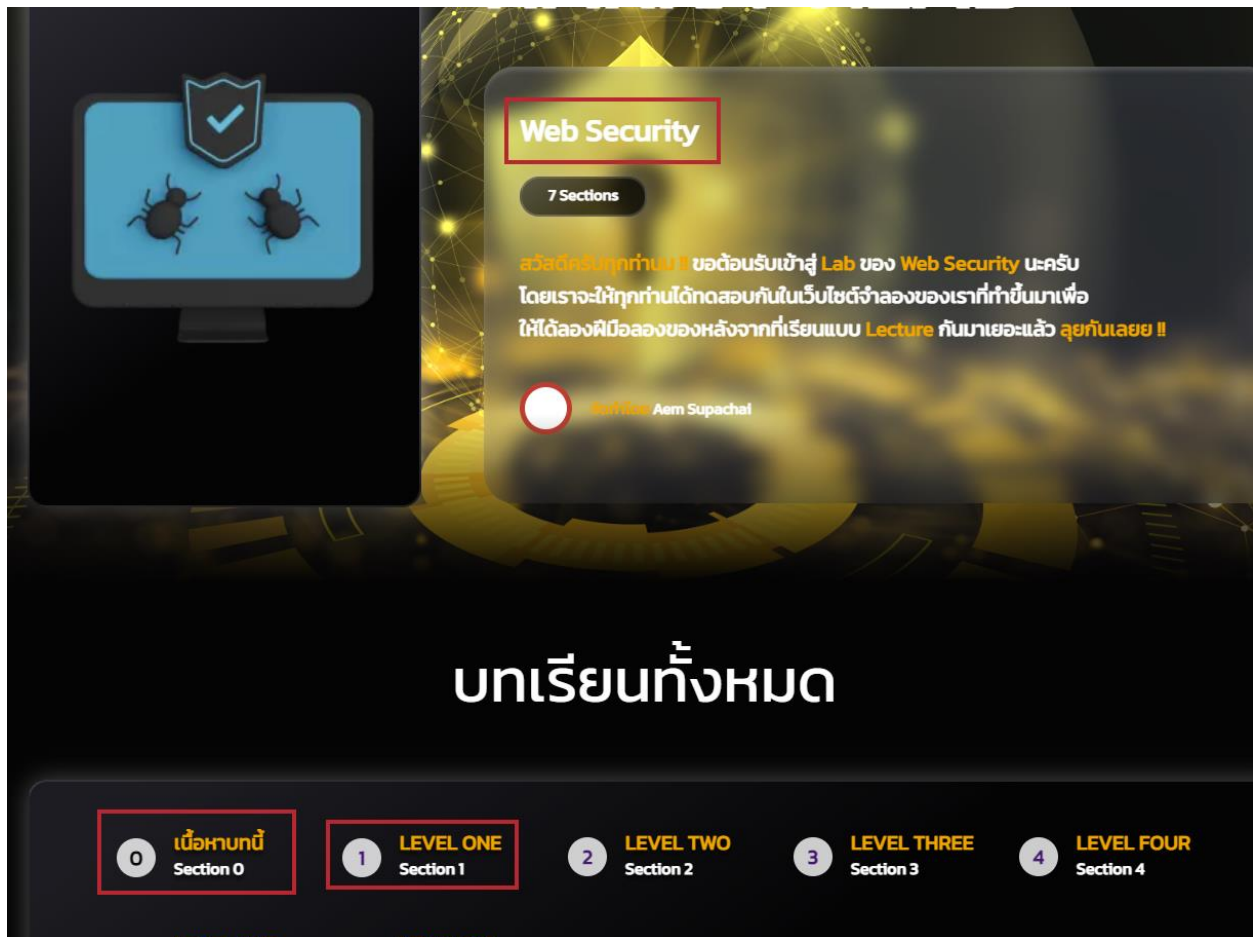 Web Security
7 Sections
สวัสดีครับทุกท่านน !! ขอต้อนรับเข้าสู่ Lab ของ Web Security นะครับ
โดยเราจะให้ทุกท่านได้ทดสอบกันในเว็บไซต์จำลองของเราที่ทำขึ้นมาเพื่อ
ให้ได้ลองฝีมือลองของหลังจากที่เรียนแบบ Lecture กันมาเยอะแล้ว ลุยกันเลยย !!
Aem Supachai
บทเรียนทั้งหมด
0 เนื้อหาบทนี้
Section 0
1 LEVEL ONE
Section 1
2 LEVEL TWO
Section 2
3 LEVEL THREE
Section 3
4 LEVEL FOUR
Section 4